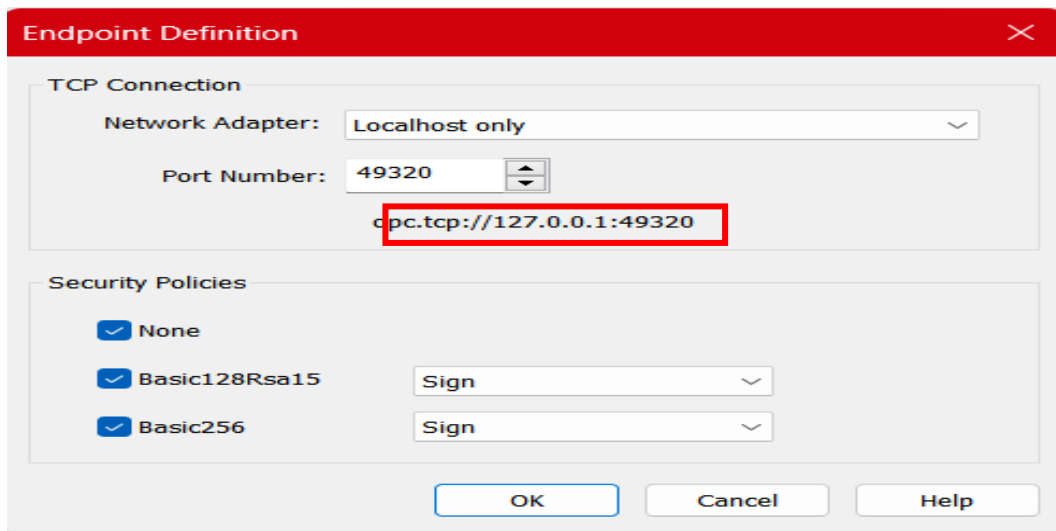 Endpoint Definition
TCP Connection
Network Adapter: Localhost only
Port Number: 49320
opc.tcp://127.0.0.1:49320
Security Policies
None
Basic128Rsa15 Sign
Basic256 Sign
OK Cancel Help